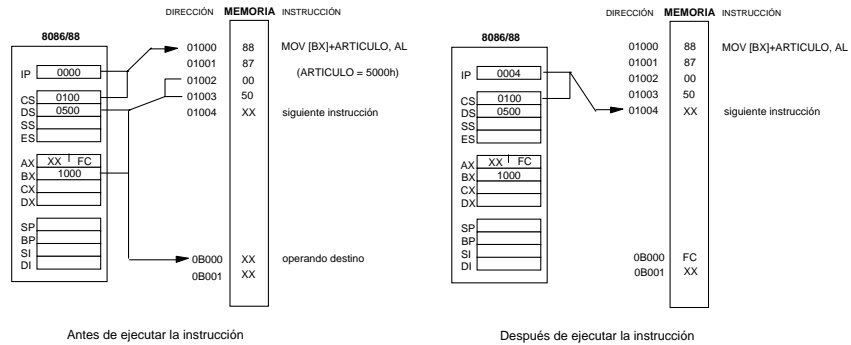 DIRECCIÓN MEMORIA INSTRUCCIÓN
8086/88
01000 88 MOV [BX]+ARTICULO, AL
01001 87
IP 0000
01002 00 (ARTICULO = 5000h)
CS 0100
01003 50
DS 0500
01004 XX siguiente instrucción
SS
ES
AX XX FC
BX 1000
CX
DX
SP
BP
SI
DI
0B000 XX operando destino
0B001 XX
Antes de ejecutar la instrucción
DIRECCIÓN MEMORIA INSTRUCCIÓN
8086/88
01000 88 MOV [BX]+ARTICULO, AL
01001 87
IP 0004
01002 00
CS 0100
01003 50
DS 0500
01004 XX siguiente instrucción
SS
ES
AX XX FC
BX 1000
CX
DX
SP
BP
SI
DI
0B000 FC
0B001 XX
Después de ejecutar la instrucción